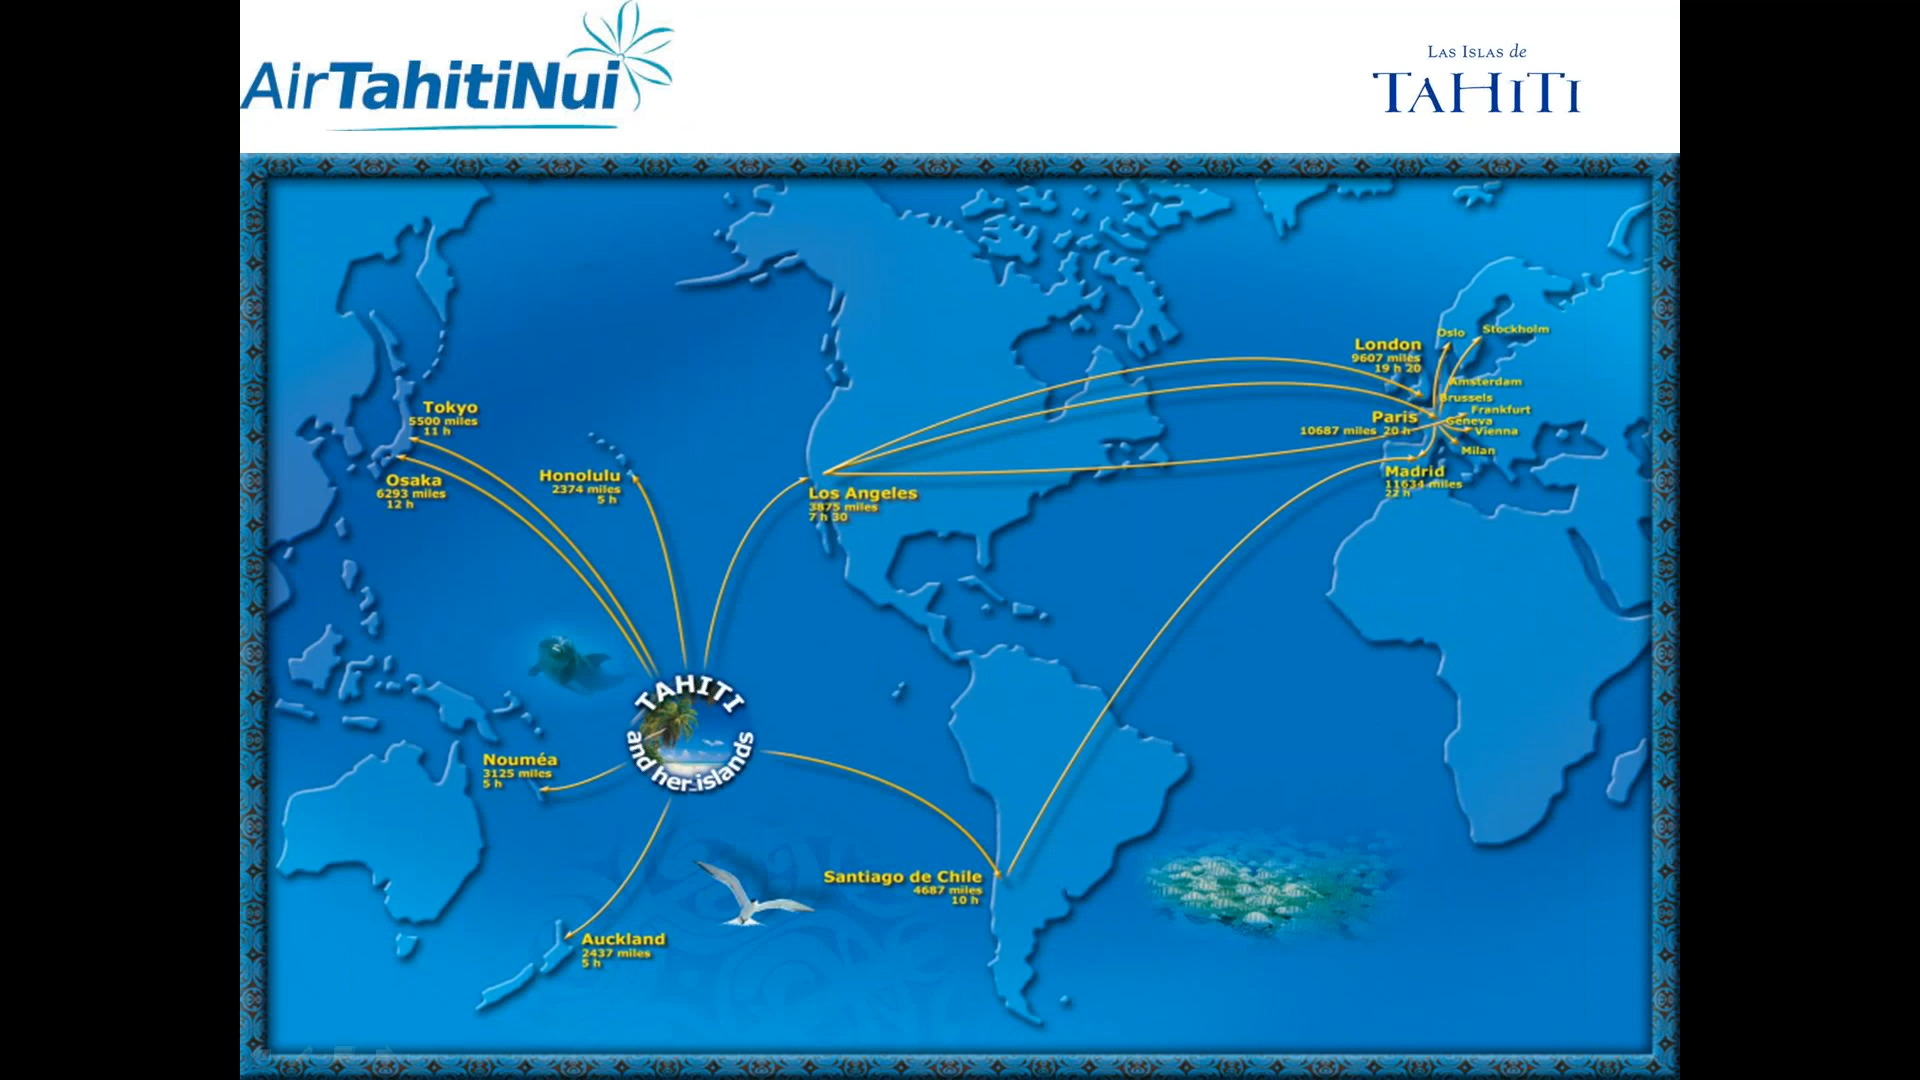 AirTahitiNui
LAS ISLAS de
TAHITI
Oslo
Stockholm
London
9607 miles
19 h 20
Amsterdam
Brussels
Frankfurt
Paris
Geneva
10687 miles 20 h
Vienna
Milan
Madrid
11634 miles
22 h
Tokyo
5500 miles
11 h
Osaka
6293 miles
12 h
Honolulu
2374 miles
5 h
Los Angeles
3875 miles
7 h 30
TAHITI
and her islands
Nouméa
3125 miles
5 h
Santiago de Chile
4687 miles
10 h
Auckland
2437 miles
5 h